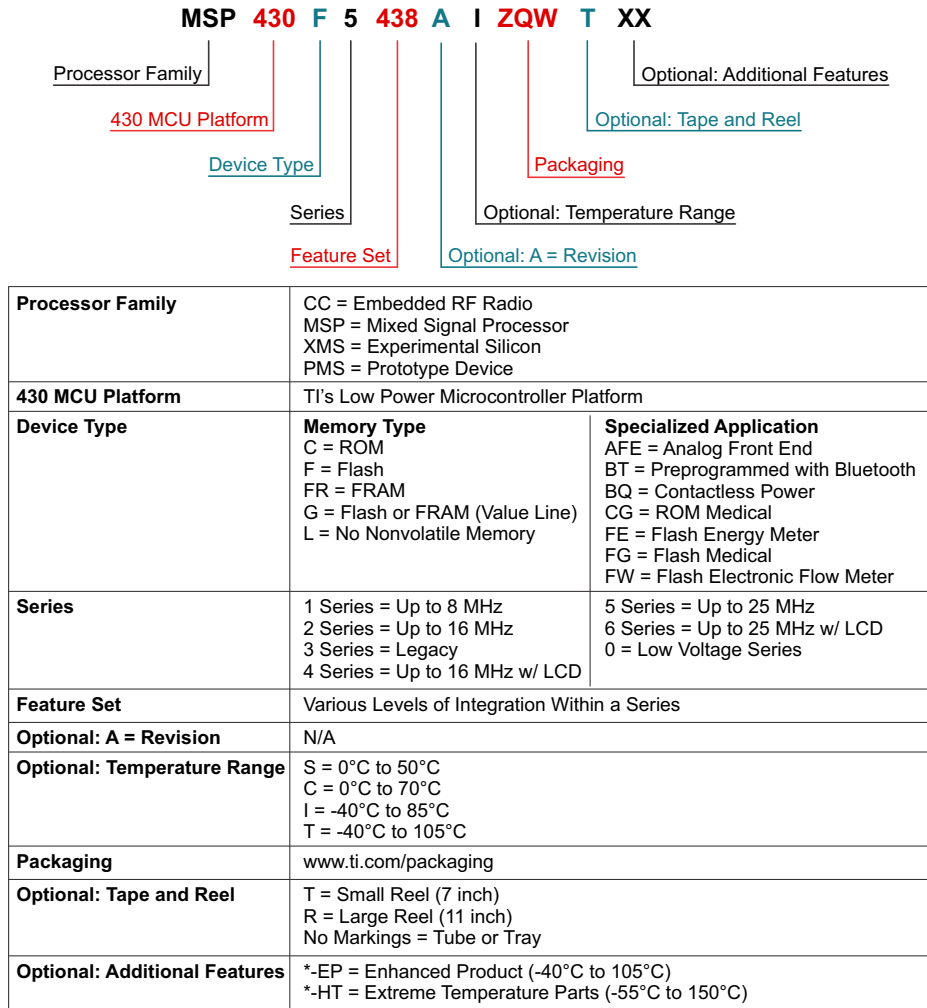 MSP 430 F 5 438 A I ZQW T XX
Processor Family
Optional: Additional Features
430 MCU Platform
Optional: Tape and Reel
Device Type
Packaging
Series
Optional: Temperature Range
Feature Set
Optional: A = Revision
Processor Family
CC = Embedded RF Radio
MSP = Mixed Signal Processor
XMS = Experimental Silicon
PMS = Prototype Device
430 MCU Platform
TI's Low Power Microcontroller Platform
Device Type
Memory Type
C = ROM
F = Flash
FR = FRAM
G = Flash or FRAM (Value Line)
L = No Nonvolatile Memory
Specialized Application
AFE = Analog Front End
BT = Preprogrammed with Bluetooth
BQ = Contactless Power
CG = ROM Medical
FE = Flash Energy Meter
FG = Flash Medical
FW = Flash Electronic Flow Meter
Series
1 Series = Up to 8 MHz
2 Series = Up to 16 MHz
3 Series = Legacy
4 Series = Up to 16 MHz w/ LCD
5 Series = Up to 25 MHz
6 Series = Up to 25 MHz w/ LCD
0 = Low Voltage Series
Feature Set
Various Levels of Integration Within a Series
Optional: A = Revision
N/A
Optional: Temperature Range
S = 0°C to 50°C
C = 0°C to 70°C
I = -40°C to 85°C
T = -40°C to 105°C
Packaging
www.ti.com/packaging
Optional: Tape and Reel
T = Small Reel (7 inch)
R = Large Reel (11 inch)
No Markings = Tube or Tray
Optional: Additional Features
*-EP = Enhanced Product (-40°C to 105°C)
*-HT = Extreme Temperature Parts (-55°C to 150°C)